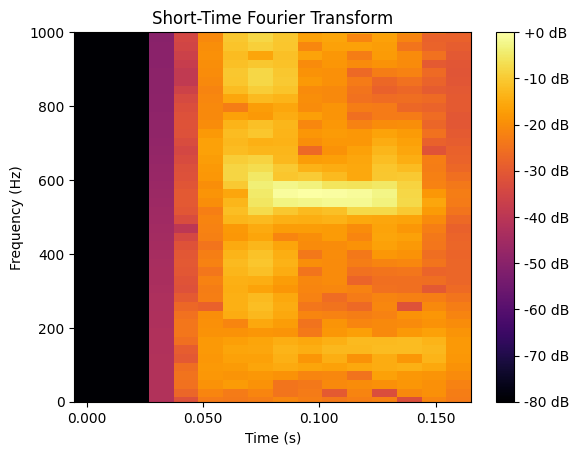 Short-Time Fourier Transform
1000
800
600
400
200
0
Frequency (Hz)
0.000
0.050
0.100
0.150
Time (s)
+0 dB
-10 dB
-20 dB
-30 dB
-40 dB
-50 dB
-60 dB
-70 dB
-80 dB